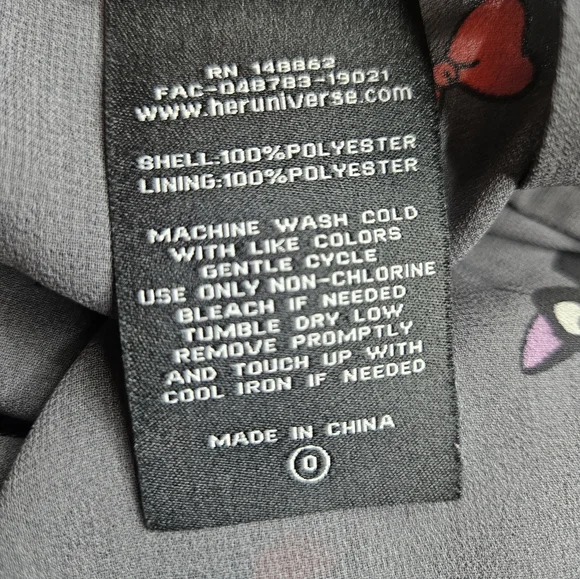 RN 148862
FAC-048783-19021
www.heruniverse.com
SHELL:100%POLYESTER
LINING:100%POLYESTER
MACHINE WASH COLD
WITH LIKE COLORS
GENTLE CYCLE
USE ONLY NON-CHLORINE
BLEACH IF NEEDED
TUMBLE DRY LOW
REMOVE PROMPTLY
AND TOUCH UP WITH
COOL IRON IF NEEDED
MADE IN CHINA
0